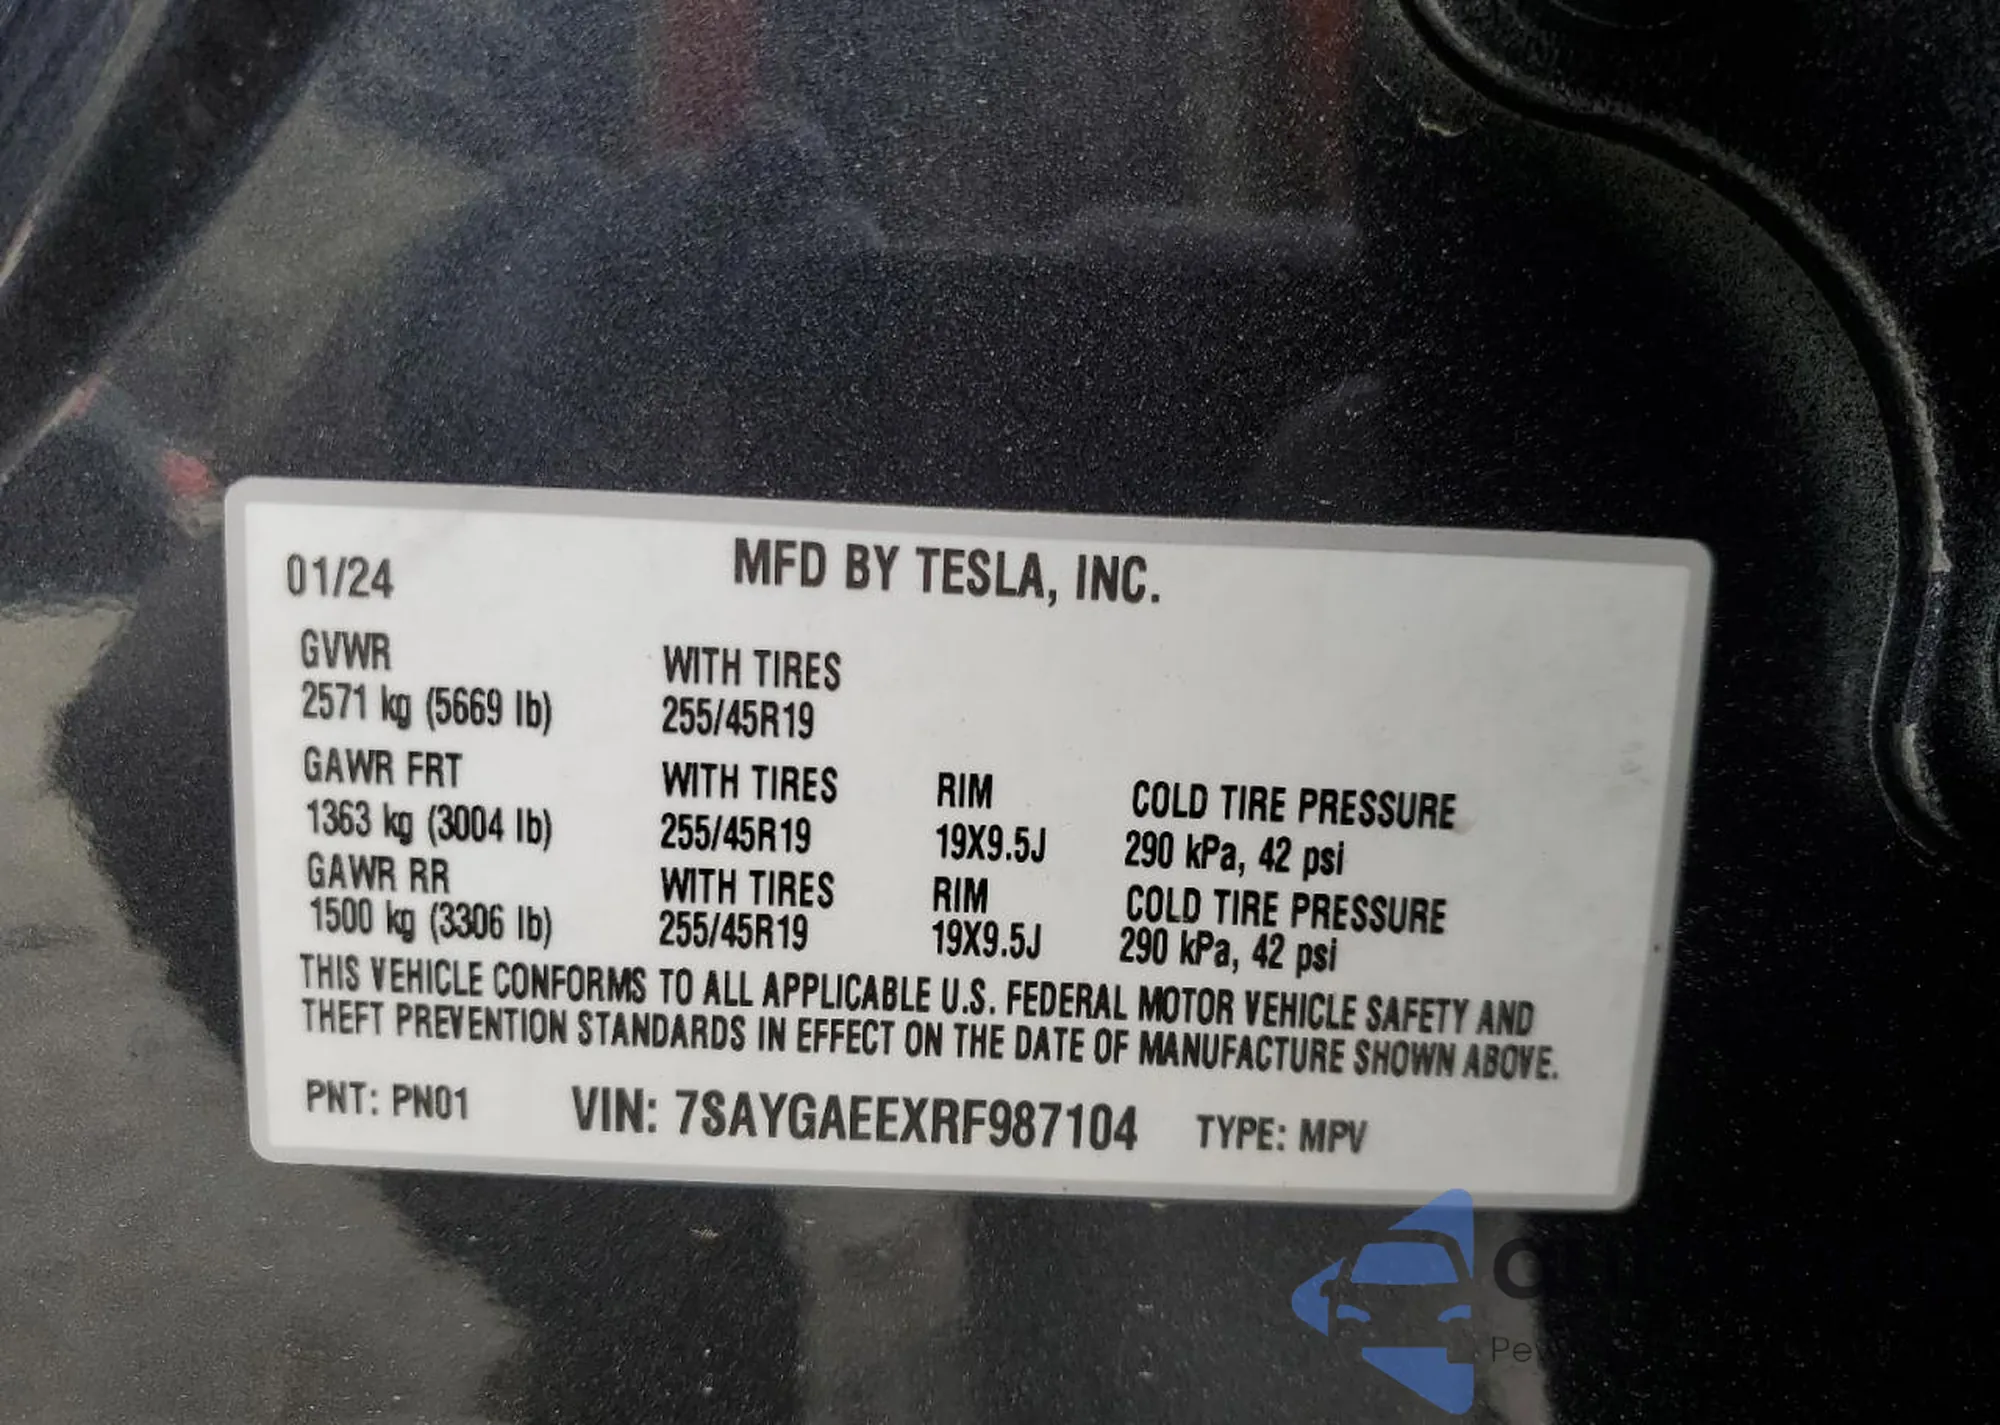 01/24 MFD BY TESLA, INC.
GVWR WITH TIRES
2571 kg (5669 lb) 255/45R19
GAWR FRT WITH TIRES RIM COLD TIRE PRESSURE
1363 kg (3004 lb) 255/45R19 19X9.5J 290 kPa, 42 psi
GAWR RR WITH TIRES RIM COLD TIRE PRESSURE
1500 kg (3306 lb) 255/45R19 19X9.5J 290 kPa, 42 psi
THIS VEHICLE CONFORMS TO ALL APPLICABLE U.S. FEDERAL MOTOR VEHICLE SAFETY AND
THEFT PREVENTION STANDARDS IN EFFECT ON THE DATE OF MANUFACTURE SHOWN ABOVE.
PNT: PN01 VIN: 7SAYGAEEXRF987104 TYPE: MPV